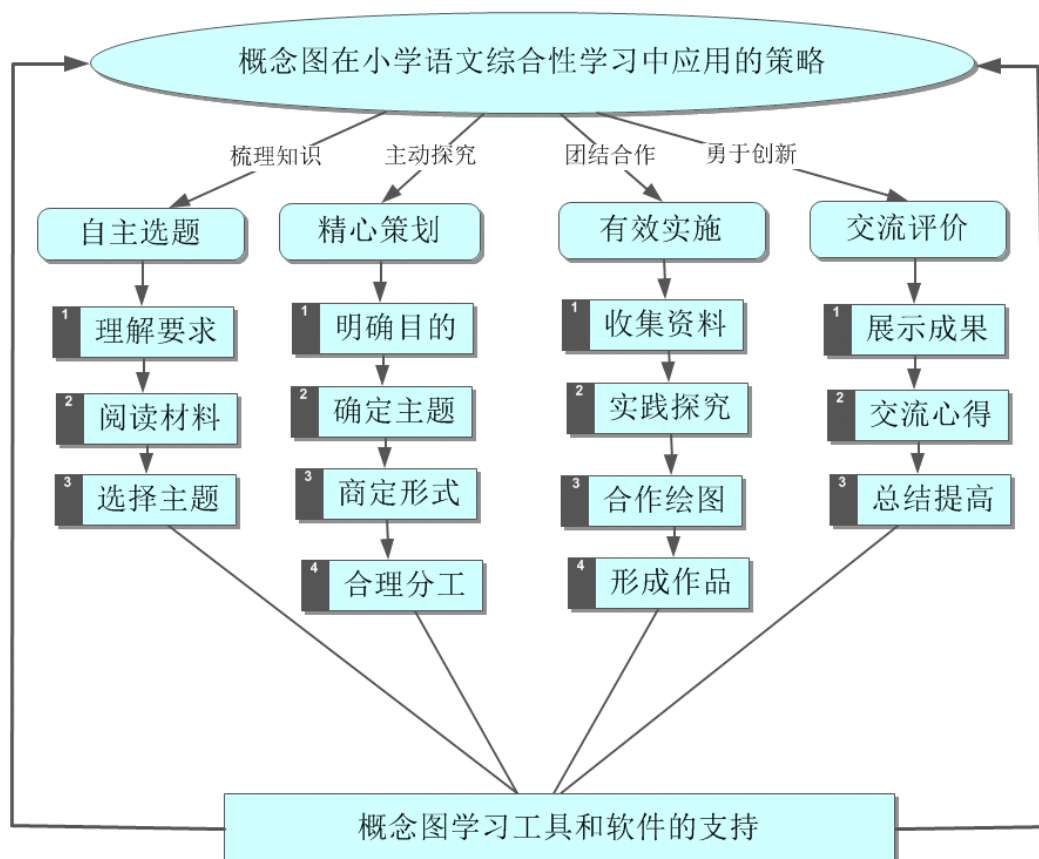 概念图在小学语文综合性学习中应用的策略
梳理知识
主动探究
团结合作
勇于创新
自主选题
精心策划
有效实施
交流评价
1 理解要求
2 阅读材料
3 选择主题
1 明确目的
2 确定主题
3 商定形式
4 合理分工
1 收集资料
2 实践探究
3 合作绘图
4 形成作品
1 展示成果
2 交流心得
3 总结提高
概念图学习工具和软件的支持